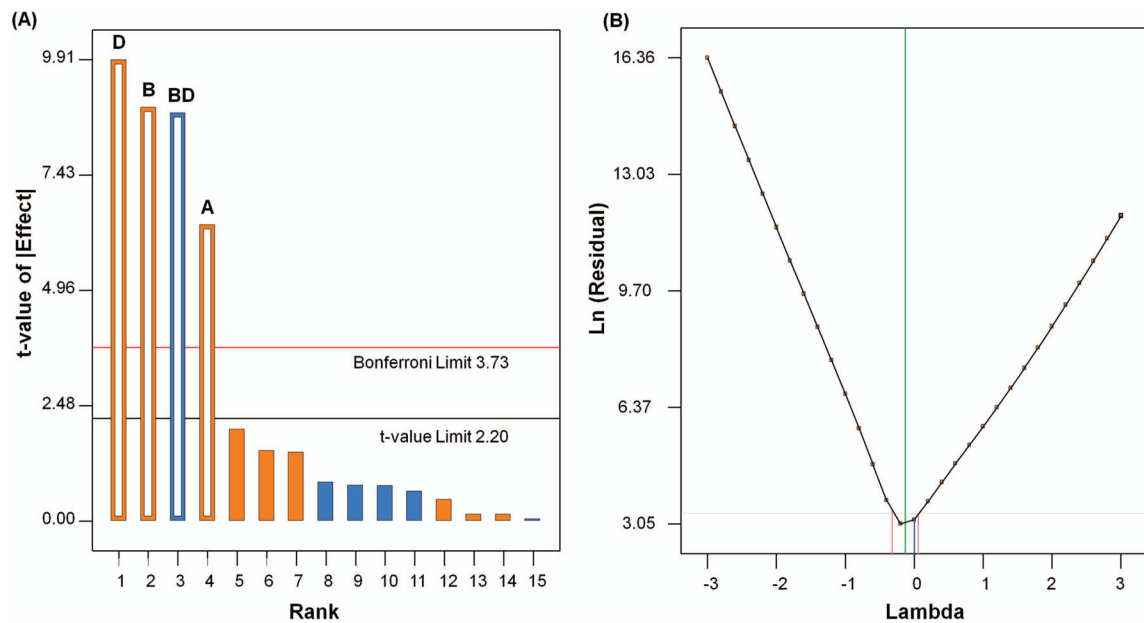 (A)
D
B
BD
A
9.91
7.43
4.96
2.48
0.00
t-value of |Effect|
Bonferroni Limit 3.73
t-value Limit 2.20
1 2 3 4 5 6 7 8 9 10 11 12 13 14 15
Rank
(B)
16.36
13.03
9.70
6.37
3.05
Ln (Residual)
-3 -2 -1 0 1 2 3
Lambda